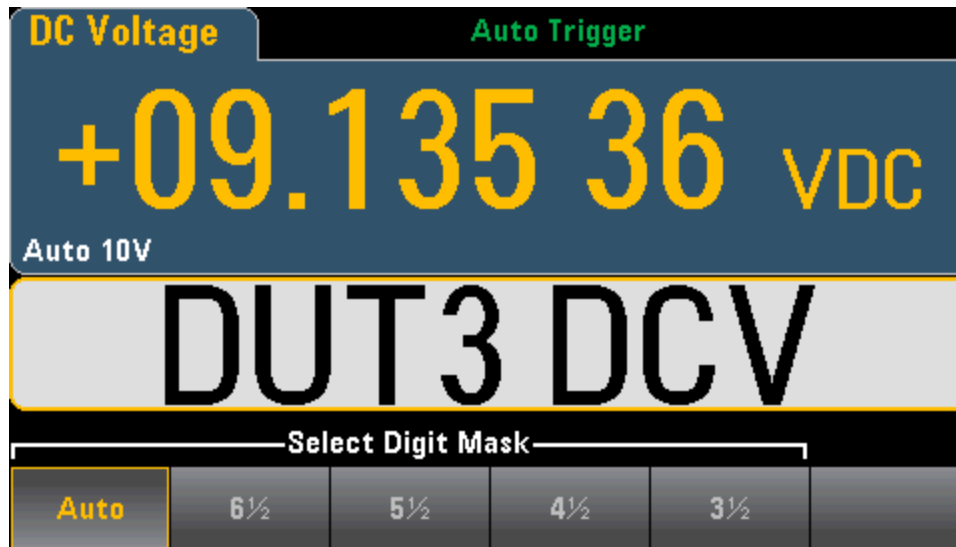 DC Voltage Auto Trigger
+09.135 36 VDC
Auto 10V
DUT3 DCV
Select Digit Mask
Auto 6½ 5½ 4½ 3½